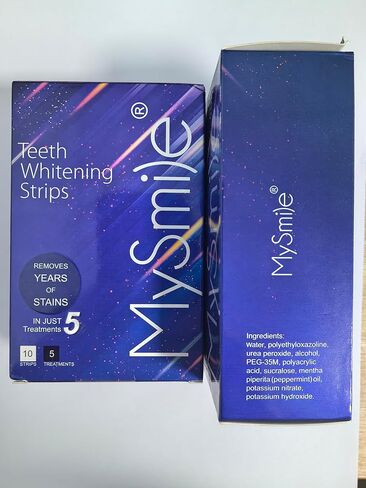 Teeth
Whitening
Strips
MySmile®
REMOVES
YEARS
OF
STAINS
IN JUST 5
Treatments
10
STRIPS
5
TREATMENTS
MySmile®
Ingredients:
Water, polyethyloxazoline,
urea peroxide, alcohol,
PEG-35M, polyacrylic
acid, sucralose, mentha
piperita (peppermint) oil,
potassium nitrate,
potassium hydroxide.